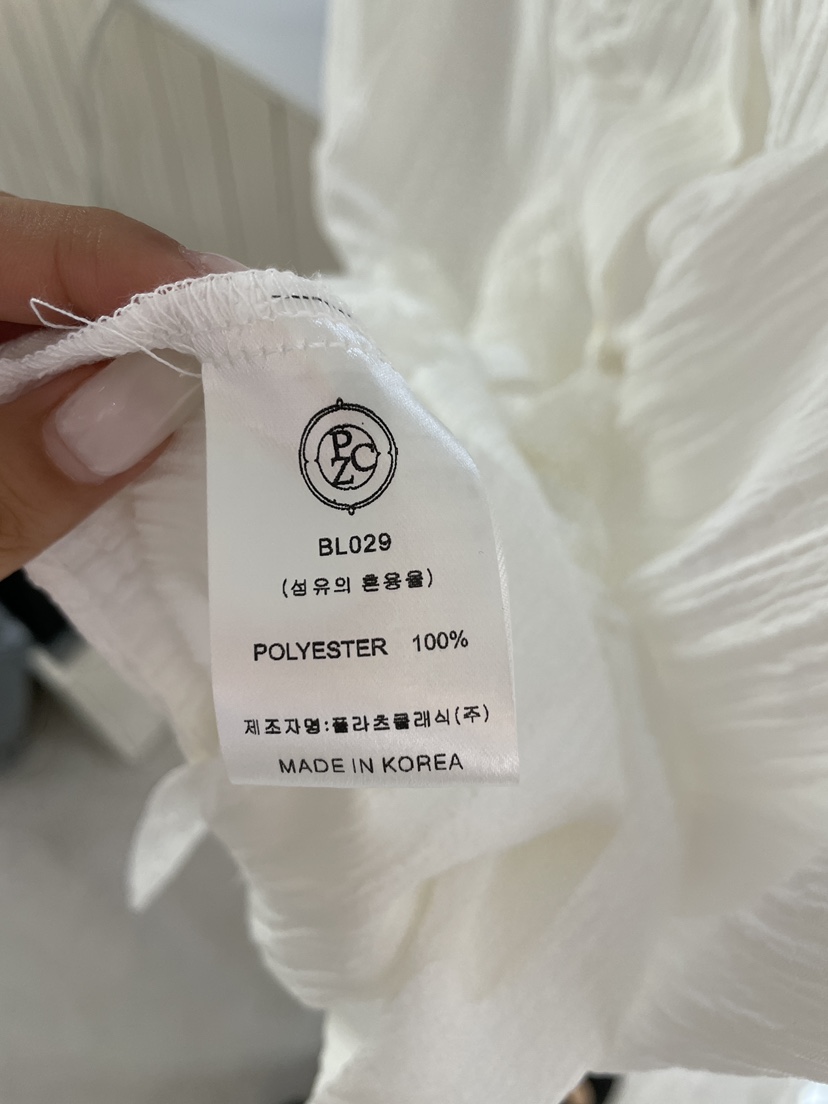 PZC
BL029
(섬유의 혼용율)
POLYESTER 100%
제조자명:플라츠클래식(주)
MADE IN KOREA